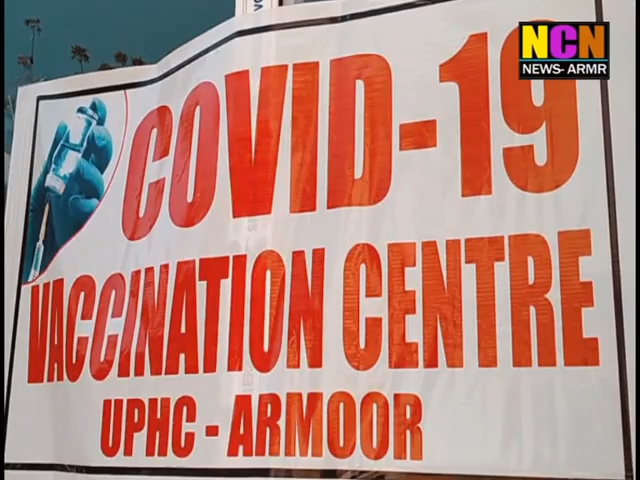 NCN
NEWS- ARMR
COVID-19
VACCINATION CENTRE
UPHC - ARMOOR